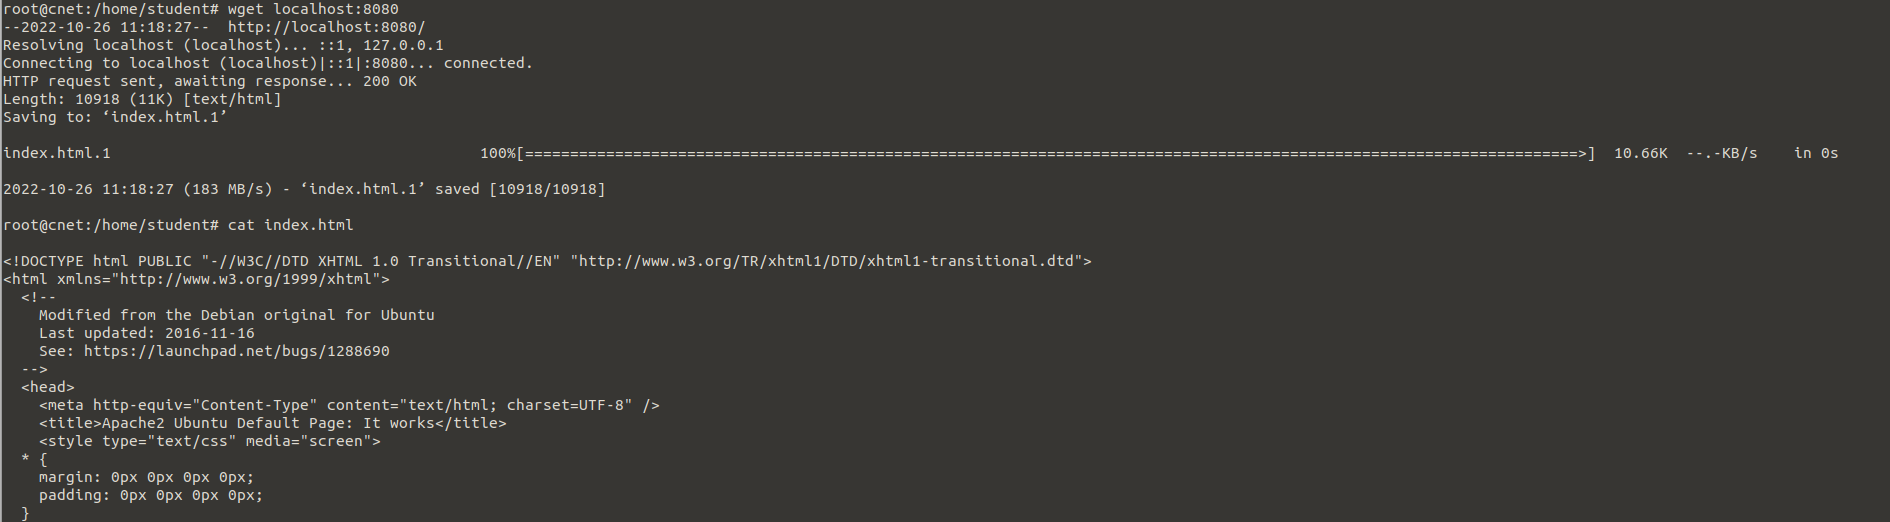 root@cnet:/home/student# wget localhost:8080
--2022-10-26 11:18:27--  http://localhost:8080/
Resolving localhost (localhost)... ::1, 127.0.0.1
Connecting to localhost (localhost)|::1|:8080... connected.
HTTP request sent, awaiting response... 200 OK
Length: 10918 (11K) [text/html]
Saving to: ‘index.html.1’
index.html.1                                         100%[=====================================================================================================================>]  10.66K  --.-KB/s    in 0s
2022-10-26 11:18:27 (183 MB/s) - ‘index.html.1’ saved [10918/10918]
root@cnet:/home/student# cat index.html
<!DOCTYPE html PUBLIC "-//W3C//DTD XHTML 1.0 Transitional//EN" "http://www.w3.org/TR/xhtml1/DTD/xhtml1-transitional.dtd">
<html xmlns="http://www.w3.org/1999/xhtml">
  <!--
    Modified from the Debian original for Ubuntu
    Last updated: 2016-11-16
    See: https://launchpad.net/bugs/1288690
  -->
  <head>
    <meta http-equiv="Content-Type" content="text/html; charset=UTF-8" />
    <title>Apache2 Ubuntu Default Page: It works</title>
    <style type="text/css" media="screen">
  * {
    margin: 0px 0px 0px 0px;
    padding: 0px 0px 0px 0px;
  }